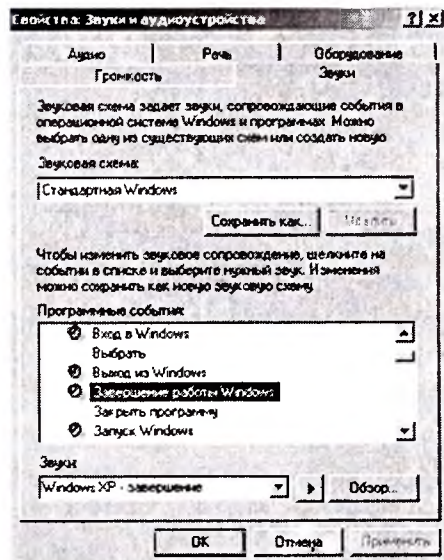 Свойства: Звуки и аудиоустройства
Аудио Речь Оборудование
Громкость Звуки
Звуковая схема задает звуки, сопровождающие события в
операционной системе Windows и программах. Можно
выбрать одну из существующих схем или создать новую
Звуковая схема:
Стандартная Windows
Сохранить как... Удалить
Чтобы изменить звуковое сопровождение, щелкните на
событии в списке и выберите нужный звук. Изменения
можно сохранить как новую звуковую схему.
Программные события:
Вход в Windows
Выбрать
Выход из Windows
Завершение работы Windows
Закрыть программу
Запуск Windows
Звуки:
Windows XP - завершение Обзор...
OK Отмена Применить